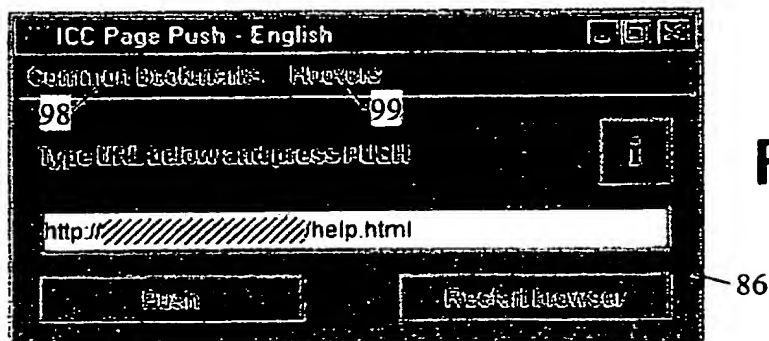 ICC Page Push - English
Common Bookmarks Hoovers
98 99
Type URL below and press PUSH
i
http:// /help.html
Push Restart browser
86